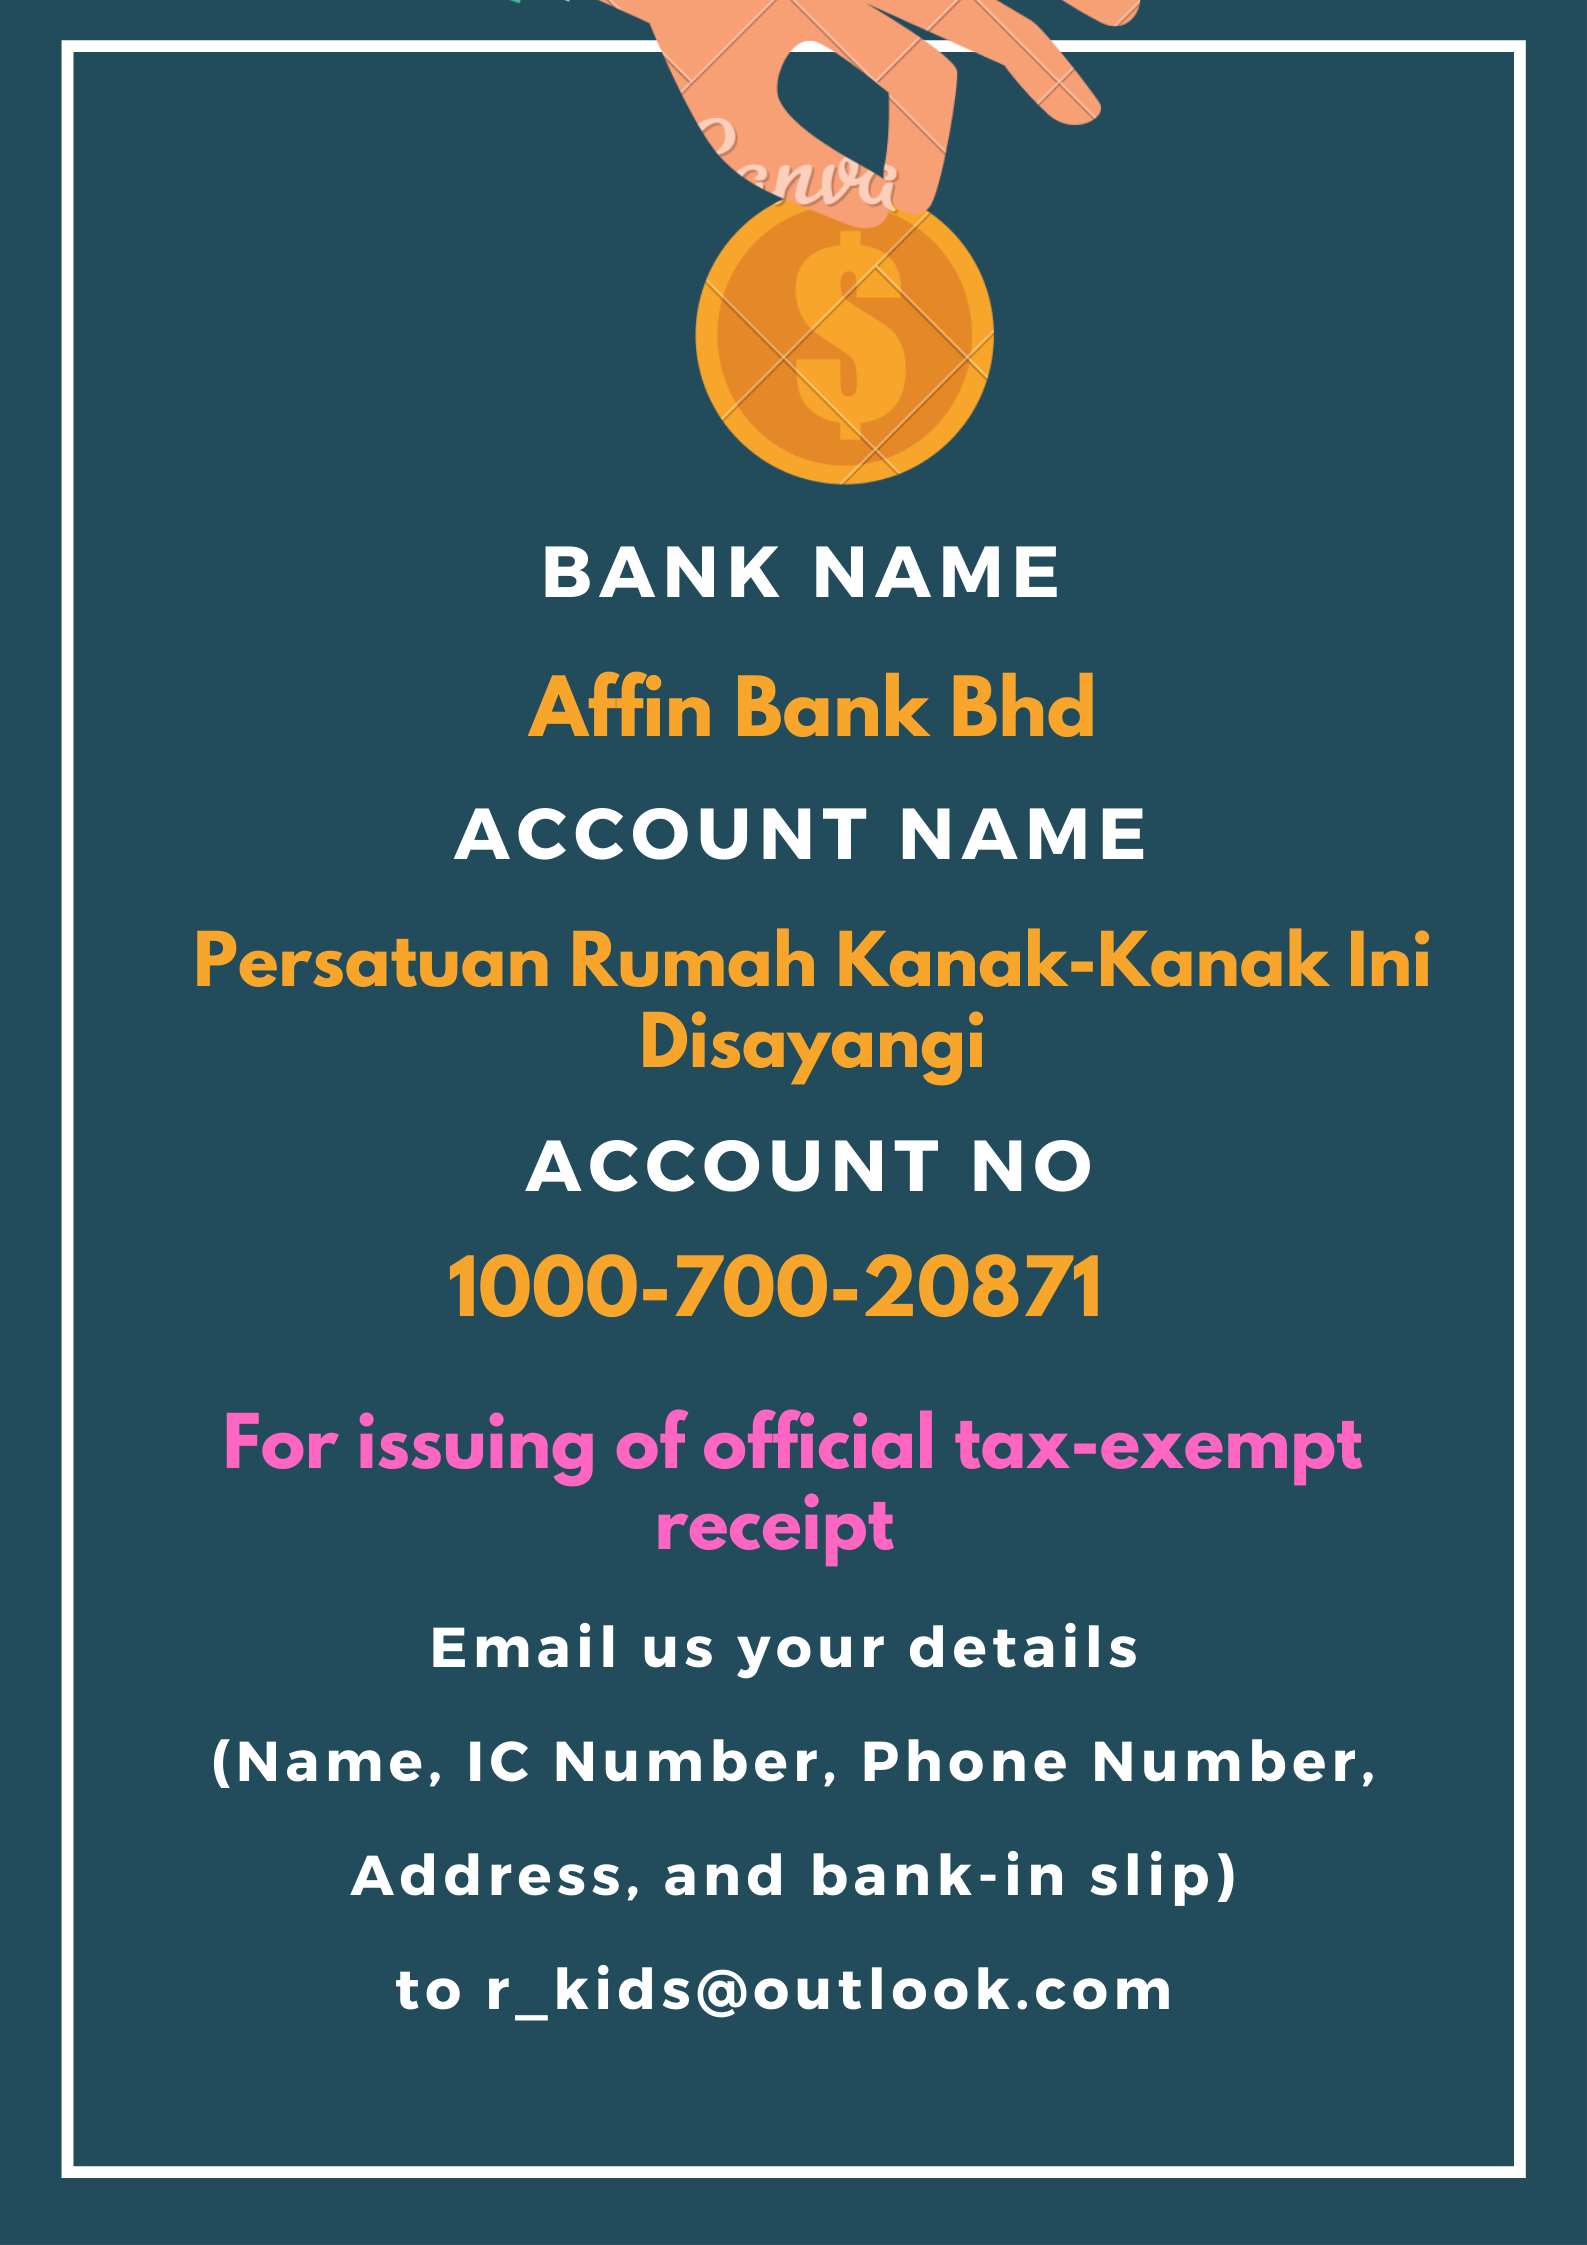 Canva
$
BANK NAME
Affin Bank Bhd
ACCOUNT NAME
Persatuan Rumah Kanak-Kanak Ini
Disayangi
ACCOUNT NO
1000-700-20871
For issuing of official tax-exempt
receipt
Email us your details
(Name, IC Number, Phone Number,
Address, and bank-in slip)
to r_kids@outlook.com